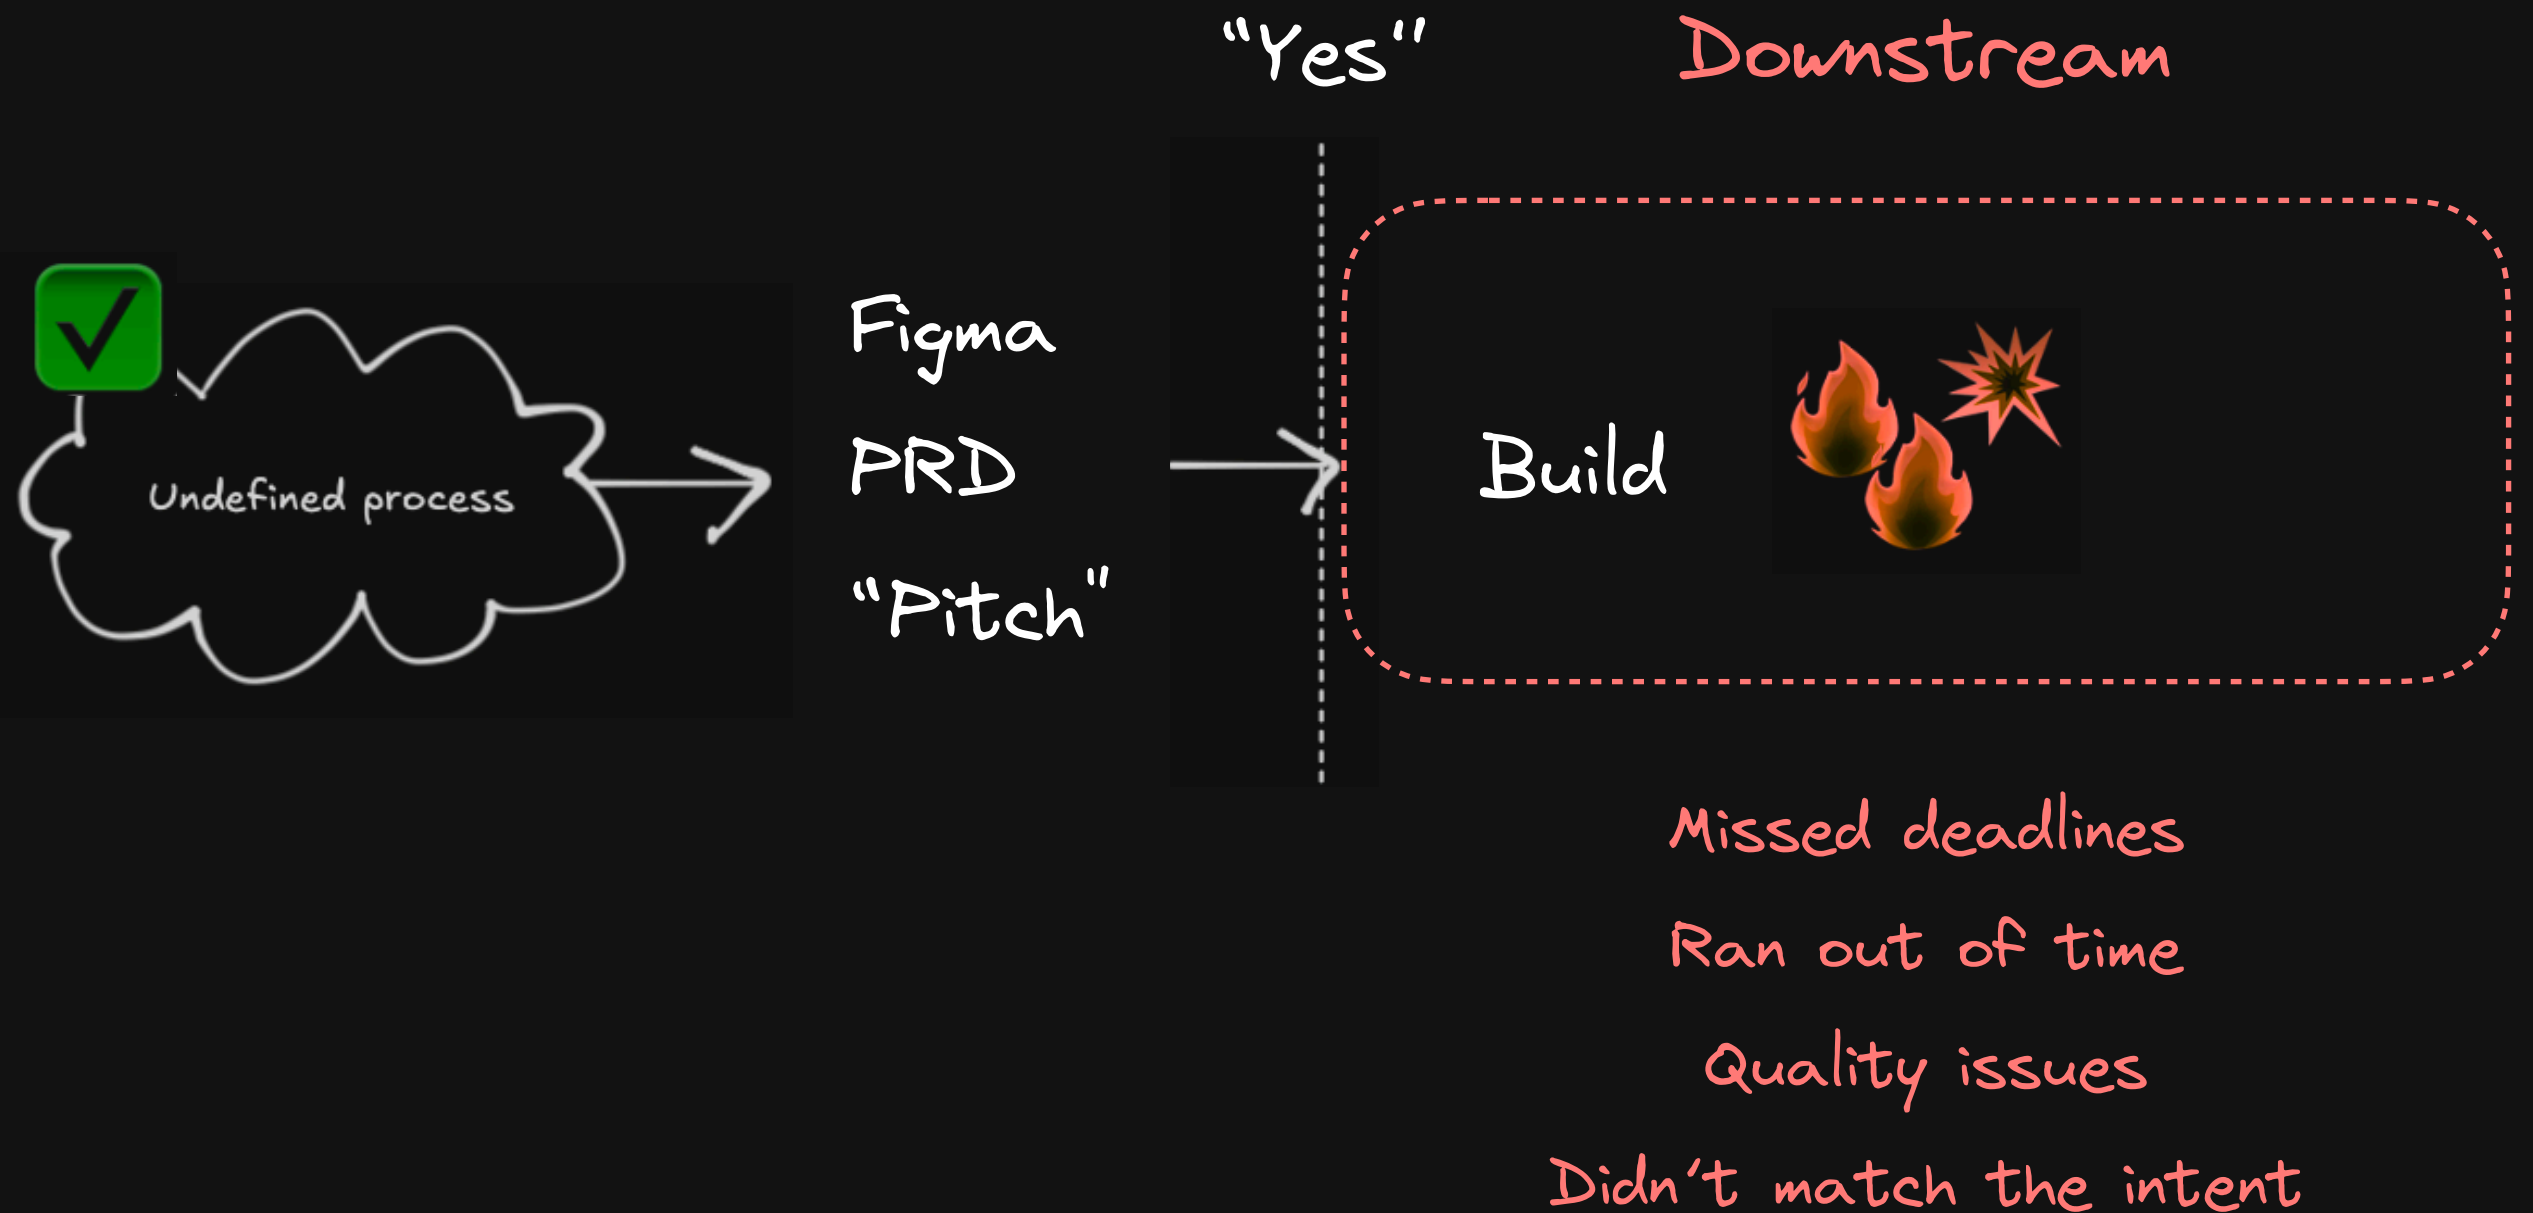 “Yes”
Downstream
Undefined process
Figma
PRD
“Pitch”
Build
Missed deadlines
Ran out of time
Quality issues
Didn’t match the intent